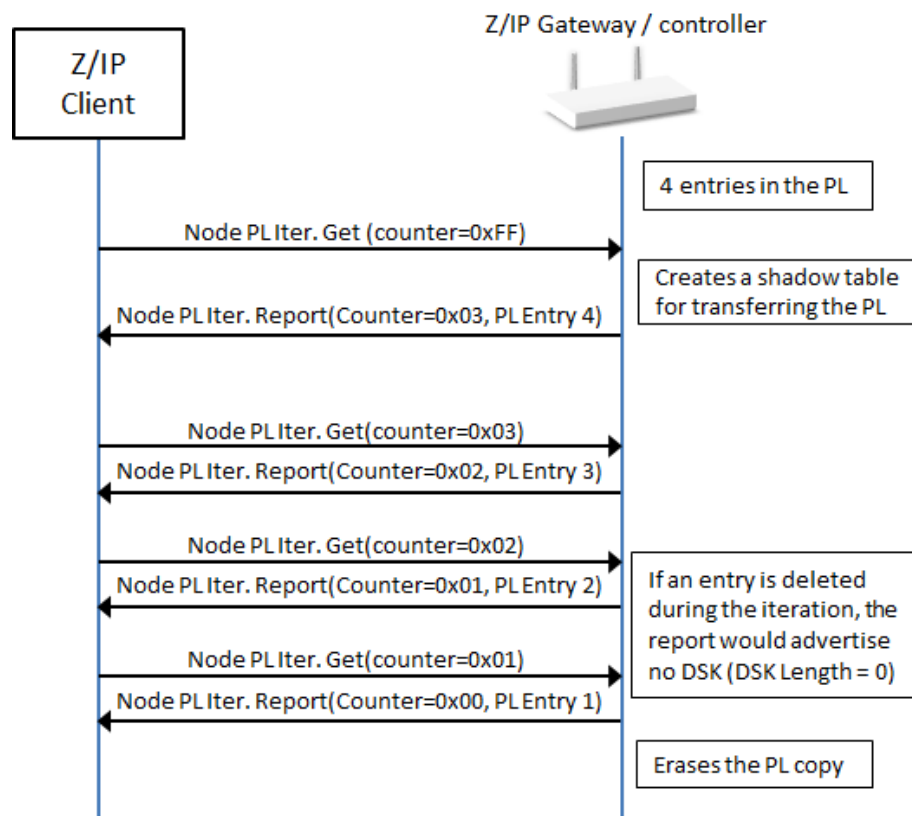 Z/IP Gateway / controller
Z/IP
Client
4 entries in the PL
Node PL Iter. Get (counter=0xFF)
Creates a shadow table
for transferring the PL
Node PL Iter. Report(Counter=0x03, PL Entry 4)
Node PL Iter. Get(counter=0x03)
Node PL Iter. Report(Counter=0x02, PL Entry 3)
Node PL Iter. Get(counter=0x02)
Node PL Iter. Report(Counter=0x01, PL Entry 2)
If an entry is deleted
during the iteration, the
report would advertise
no DSK (DSK Length = 0)
Node PL Iter. Get(counter=0x01)
Node PL Iter. Report(Counter=0x00, PL Entry 1)
Erases the PL copy